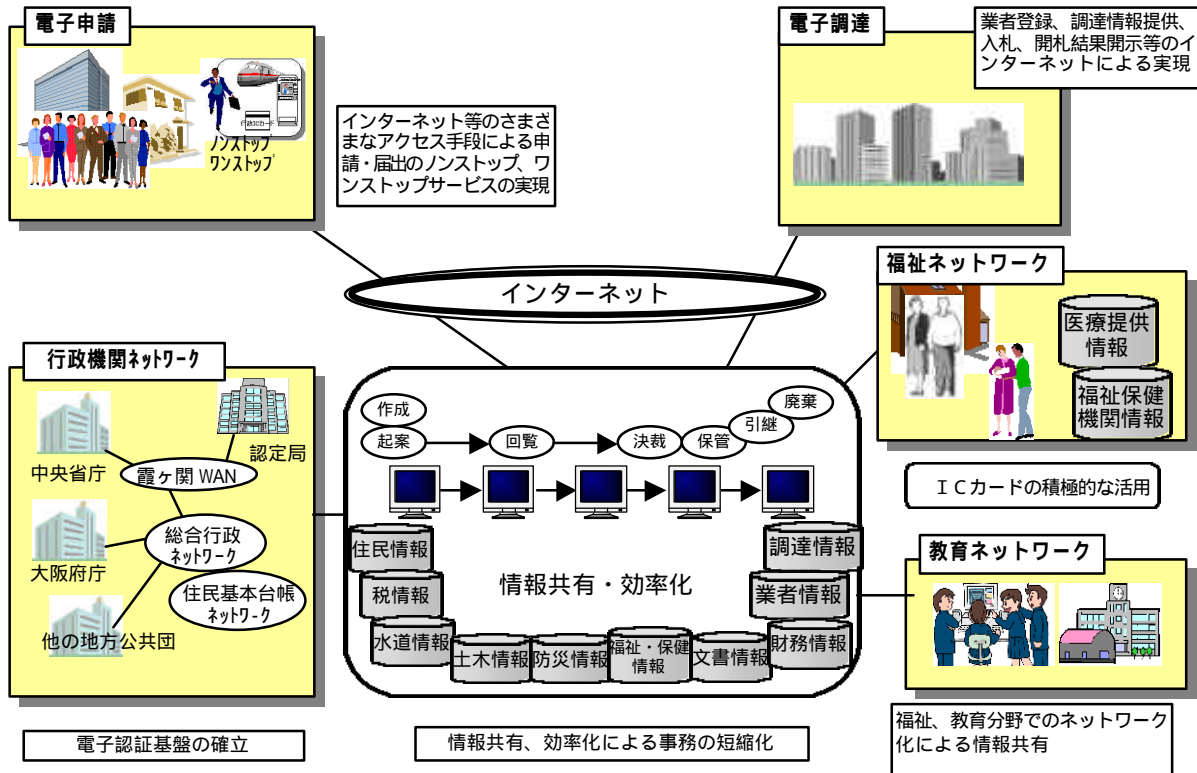 電子申請
行政ICカード
ノンストップ
ワンストップ
インターネット等のさまざ
まなアクセス手段による申
請・届出のノンストップ、ワ
ンストップサービスの実現
電子調達
業者登録、調達情報提供、
入札、開札結果開示等のイ
ンターネットによる実現
インターネット
福祉ネットワーク
医療提供
情報
福祉保健
機関情報
ICカードの積極的な活用
行政機関ネットワーク
中央省庁
認定局
霞ヶ関 WAN
総合行政
ネットワーク
大阪府庁
住民基本台帳
ネットワーク
他の地方公共団
作成
起案
回覧
決裁
保管
引継
廃棄
住民情報
税情報
水道情報
土木情報
防災情報
福祉・保健
情報
文書情報
財務情報
業者情報
調達情報
情報共有・効率化
教育ネットワーク
電子認証基盤の確立
情報共有、効率化による事務の短縮化
福祉、教育分野でのネットワーク
化による情報共有